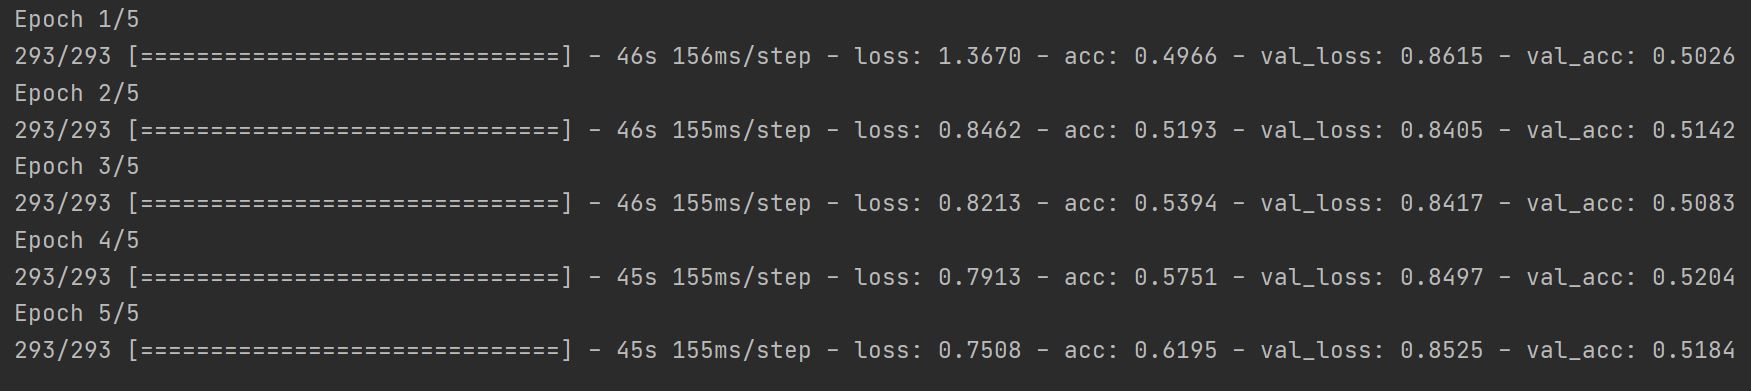 Epoch 1/5
293/293 [==============================] - 46s 156ms/step - loss: 1.3670 - acc: 0.4966 - val_loss: 0.8615 - val_acc: 0.5026
Epoch 2/5
293/293 [==============================] - 46s 155ms/step - loss: 0.8462 - acc: 0.5193 - val_loss: 0.8405 - val_acc: 0.5142
Epoch 3/5
293/293 [==============================] - 46s 155ms/step - loss: 0.8213 - acc: 0.5394 - val_loss: 0.8417 - val_acc: 0.5083
Epoch 4/5
293/293 [==============================] - 45s 155ms/step - loss: 0.7913 - acc: 0.5751 - val_loss: 0.8497 - val_acc: 0.5204
Epoch 5/5
293/293 [==============================] - 45s 155ms/step - loss: 0.7508 - acc: 0.6195 - val_loss: 0.8525 - val_acc: 0.5184